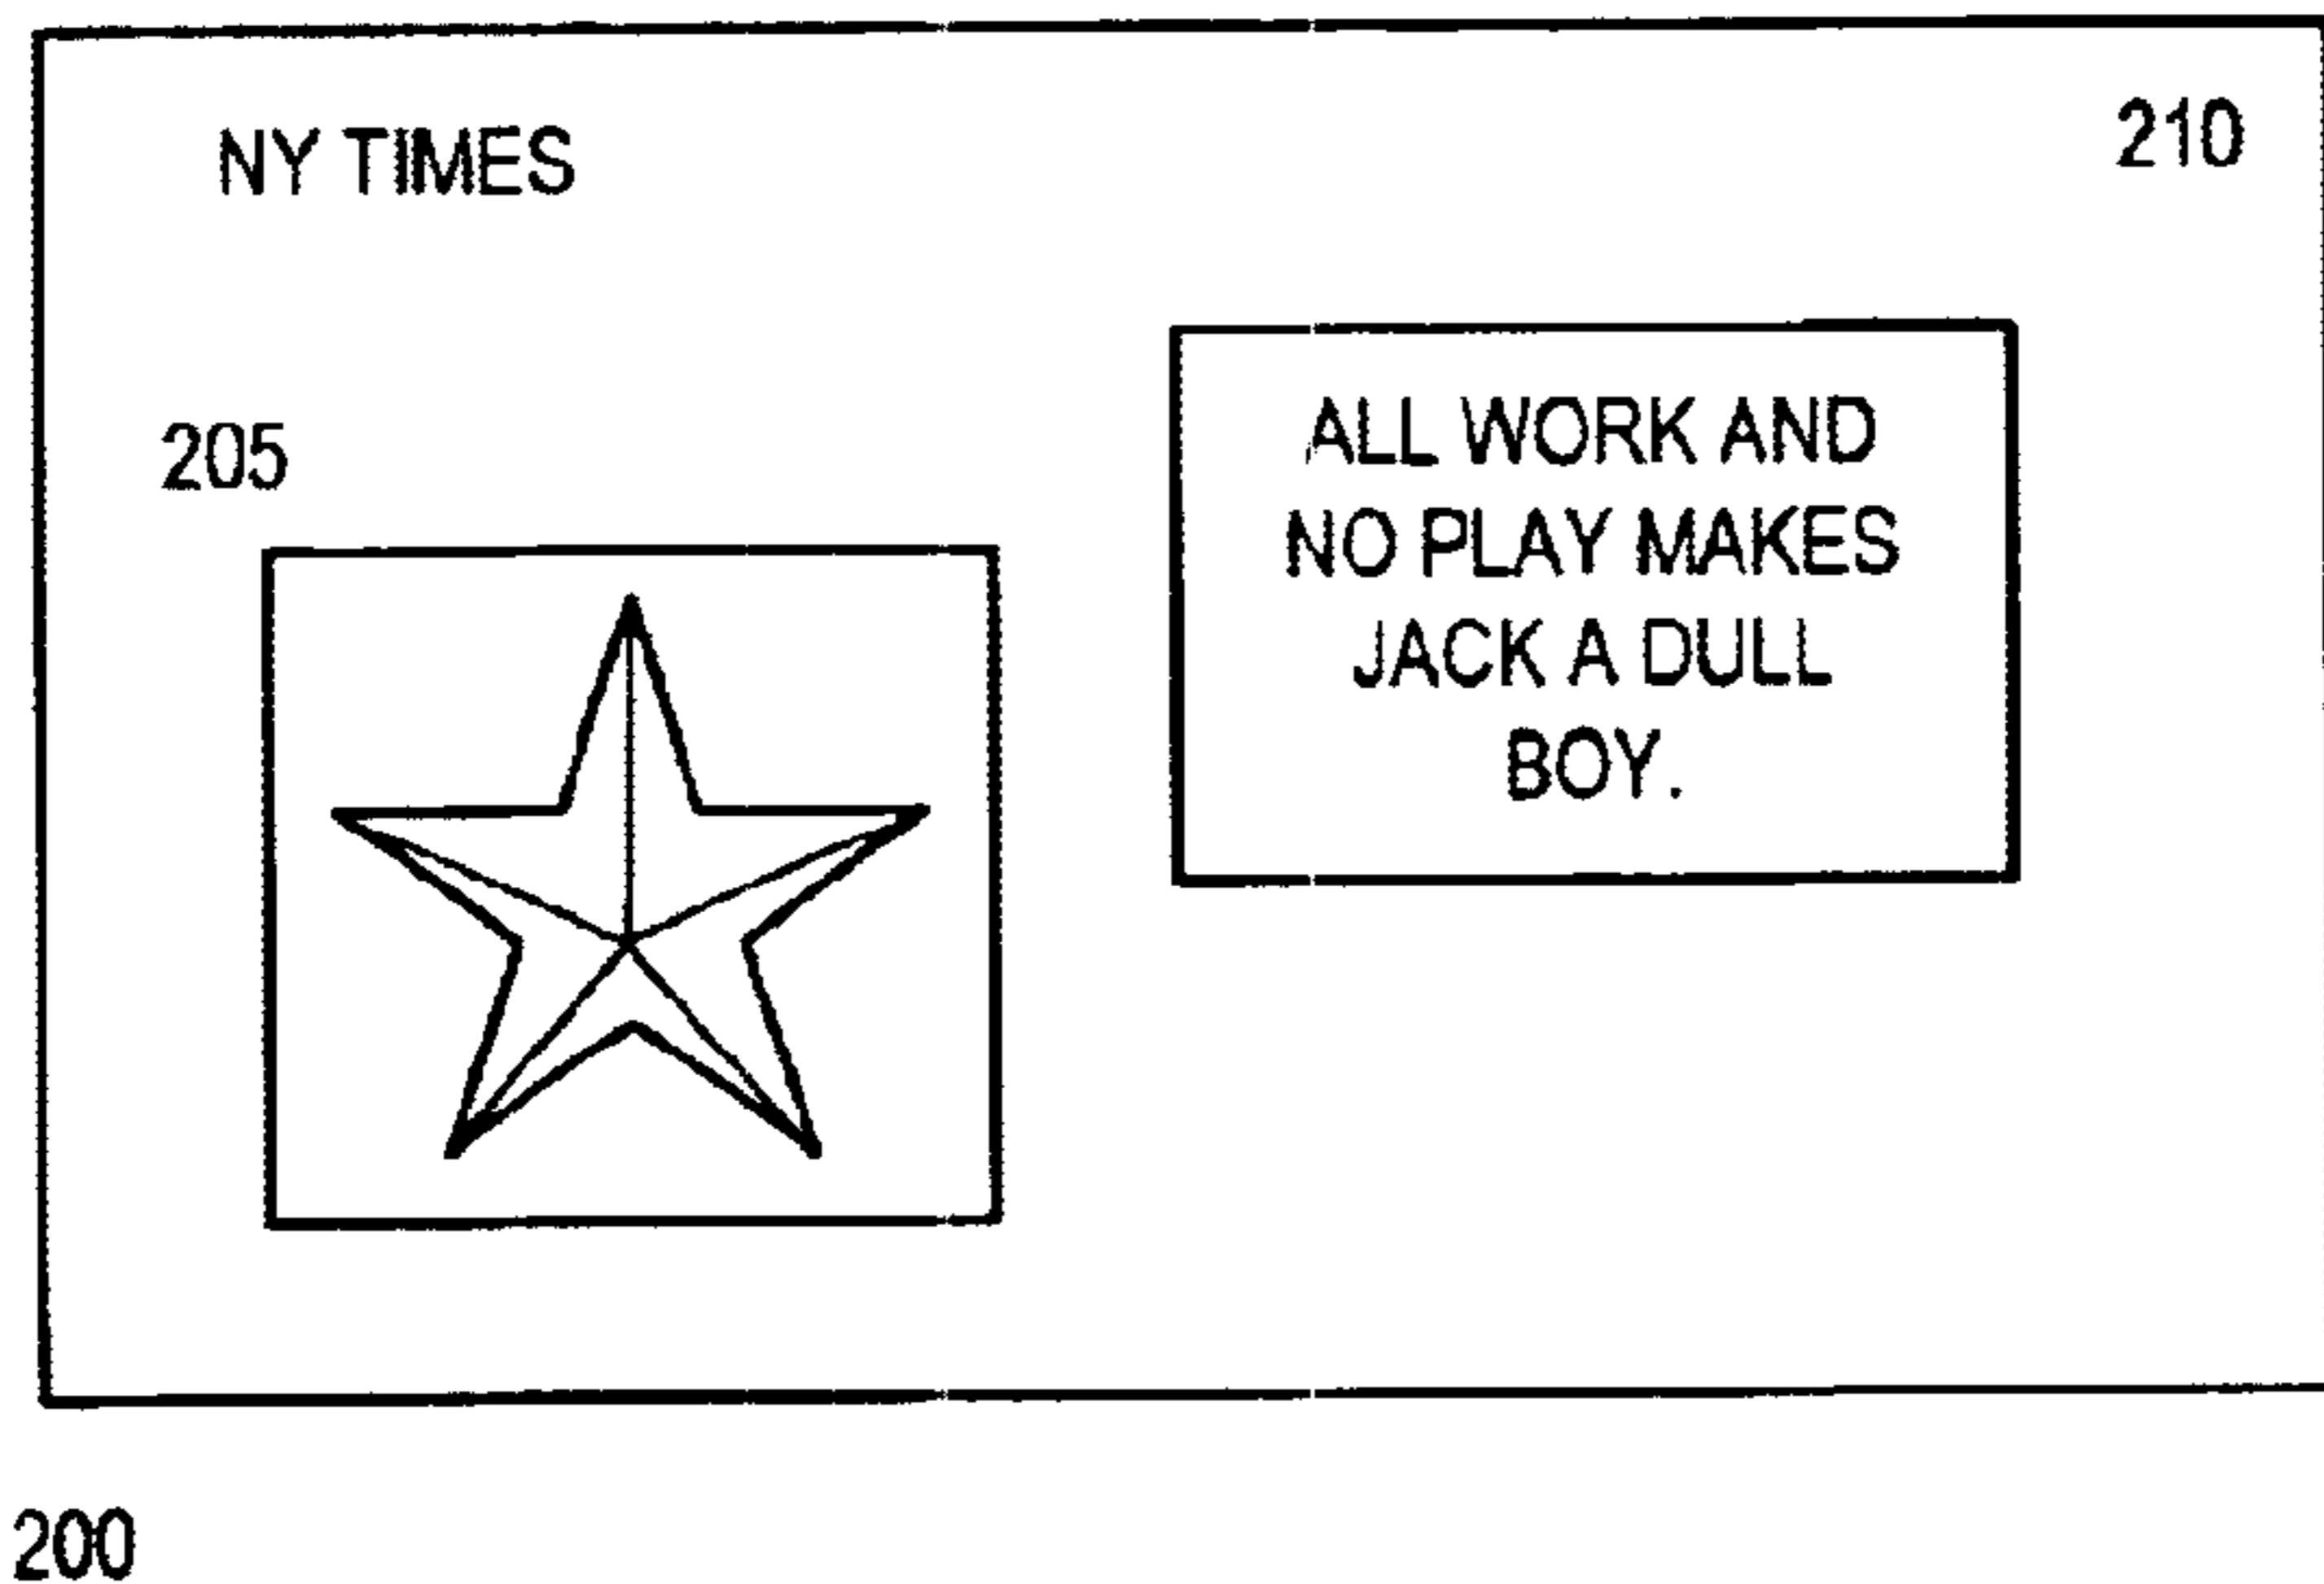 NY TIMES
210
205
ALL WORK AND
NO PLAY MAKES
JACK A DULL
BOY.
200